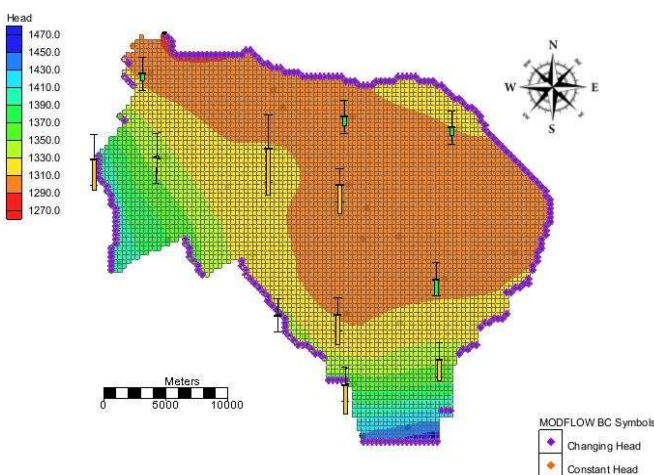 Head
1470.0
1450.0
1430.0
1410.0
1390.0
1370.0
1350.0
1330.0
1310.0
1290.0
1270.0
N
W
E
S
Meters
0 5000 10000
MODFLOW BC Symbols
Changing Head
Constant Head